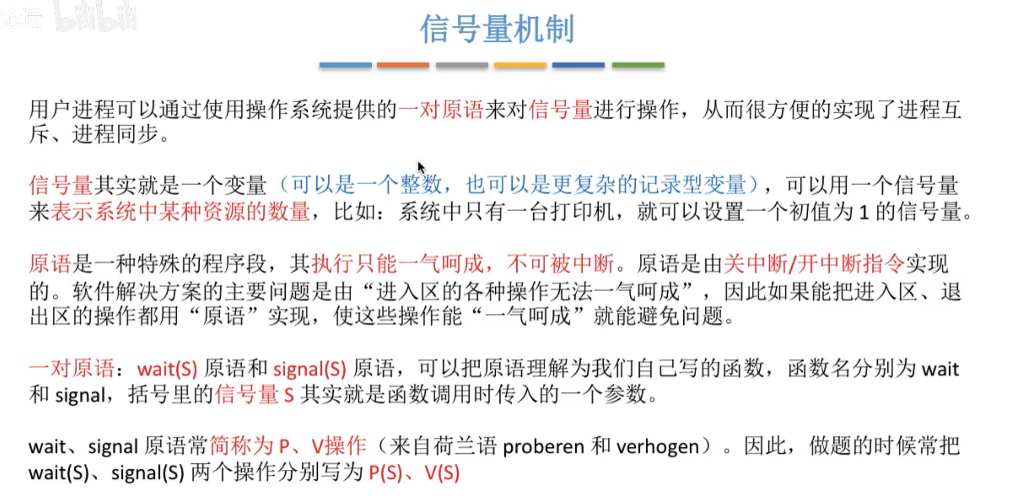 论坛 bilibili
信号量机制
用户进程可以通过使用操作系统提供的一对原语来对信号量进行操作，从而很方便的实现了进程互
斥、进程同步。
信号量其实就是一个变量（可以是一个整数，也可以是更复杂的记录型变量），可以用一个信号量
来表示系统中某种资源的数量，比如：系统中只有一台打印机，就可以设置一个初值为 1 的信号量。
原语是一种特殊的程序段，其执行只能一气呵成，不可被中断。原语是由关中断/开中断指令实现
的。软件解决方案的主要问题是由“进入区的各种操作无法一气呵成”，因此如果能把进入区、退
出区的操作都用“原语”实现，使这些操作能“一气呵成”就能避免问题。
一对原语：wait(S) 原语和 signal(S) 原语，可以把原语理解为我们自己写的函数，函数名分别为 wait
和 signal，括号里的信号量 S 其实就是函数调用时传入的一个参数。
wait、signal 原语常简称为 P、V操作（来自荷兰语 proberen 和 verhogen）。因此，做题的时候常把
wait(S)、signal(S) 两个操作分别写为 P(S)、V(S)